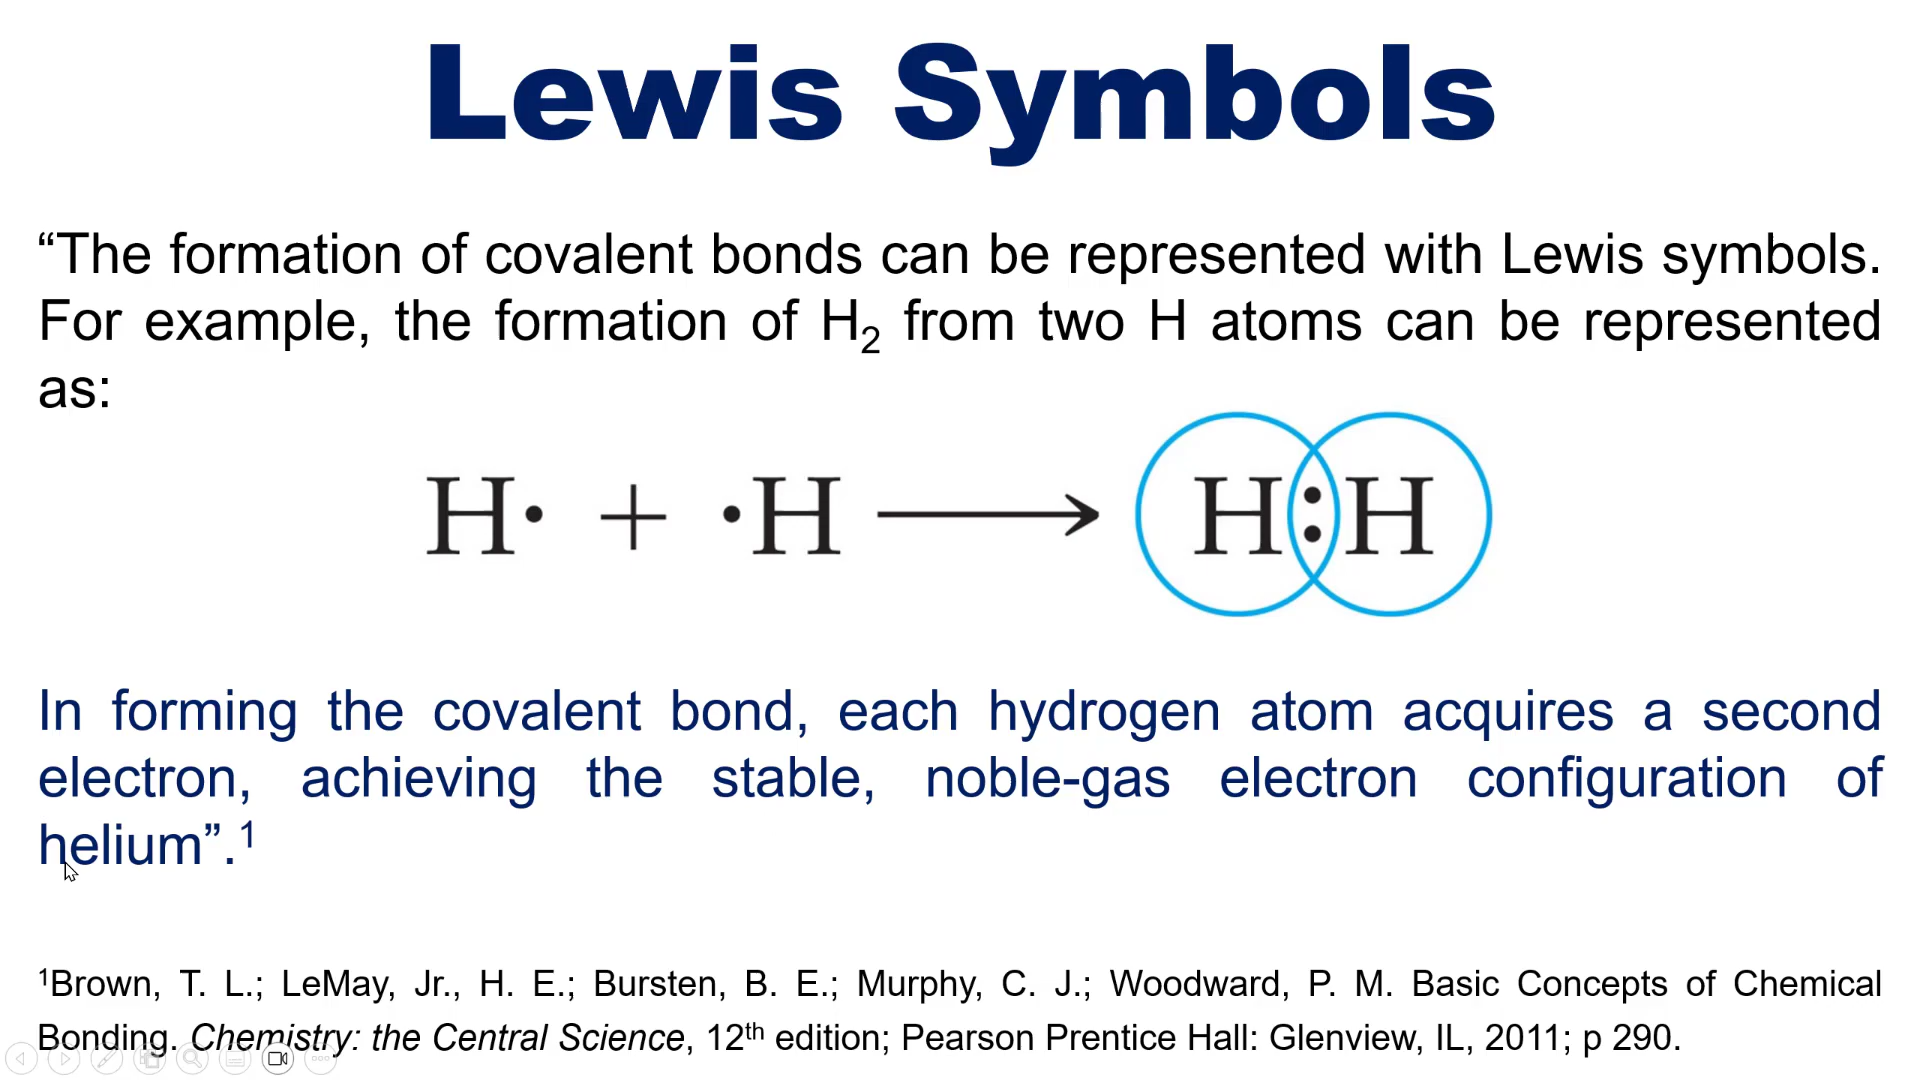 Lewis Symbols
“The formation of covalent bonds can be represented with Lewis symbols.
For example, the formation of H₂ from two H atoms can be represented
as:
H· + ·H ⟶ H:H
In forming the covalent bond, each hydrogen atom acquires a second
electron, achieving the stable, noble-gas electron configuration of
helium”.¹
¹Brown, T. L.; LeMay, Jr., H. E.; Bursten, B. E.; Murphy, C. J.; Woodward, P. M. Basic Concepts of Chemical
Bonding. Chemistry: the Central Science, 12ᵗʰ edition; Pearson Prentice Hall: Glenview, IL, 2011; p 290.